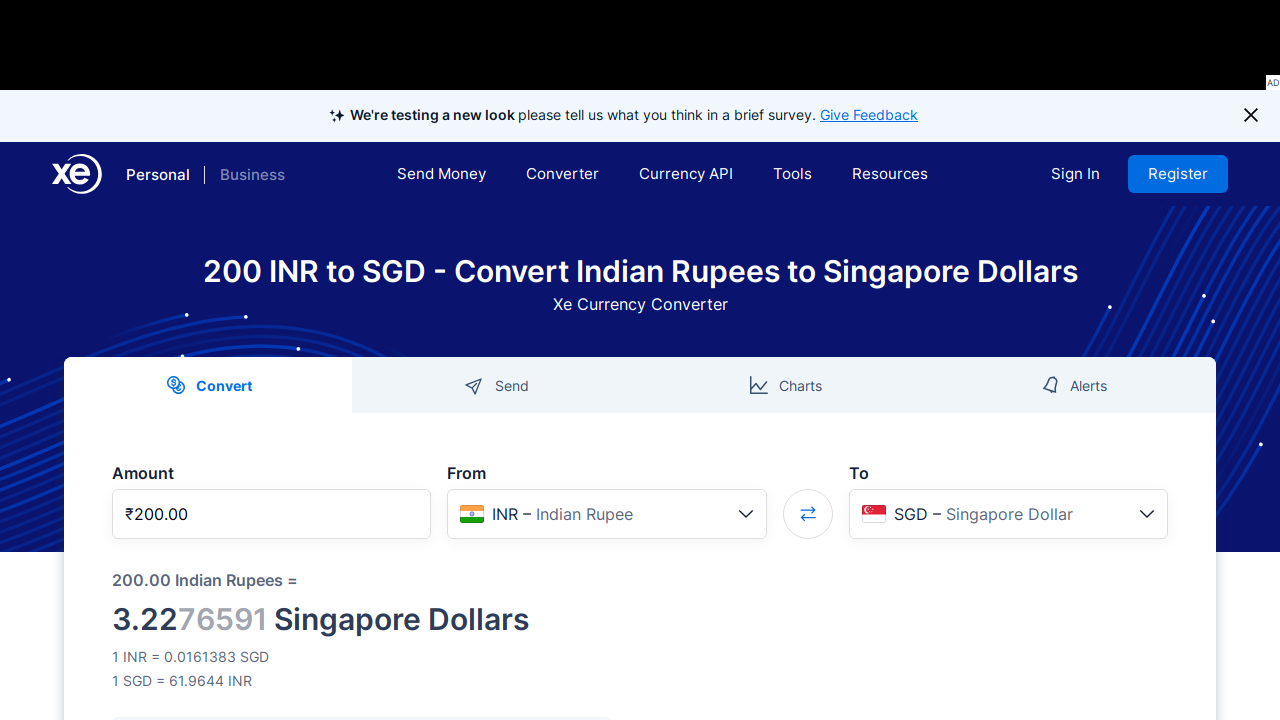 AD
We're testing a new look please tell us what you think in a brief survey. Give Feedback
xe Personal Business Send Money Converter Currency API Tools Resources Sign In Register
200 INR to SGD - Convert Indian Rupees to Singapore Dollars
Xe Currency Converter
Convert Send Charts Alerts
Amount From To
₹200.00 INR – Indian Rupee SGD – Singapore Dollar
200.00 Indian Rupees =
3.2276591 Singapore Dollars
1 INR = 0.0161383 SGD
1 SGD = 61.9644 INR